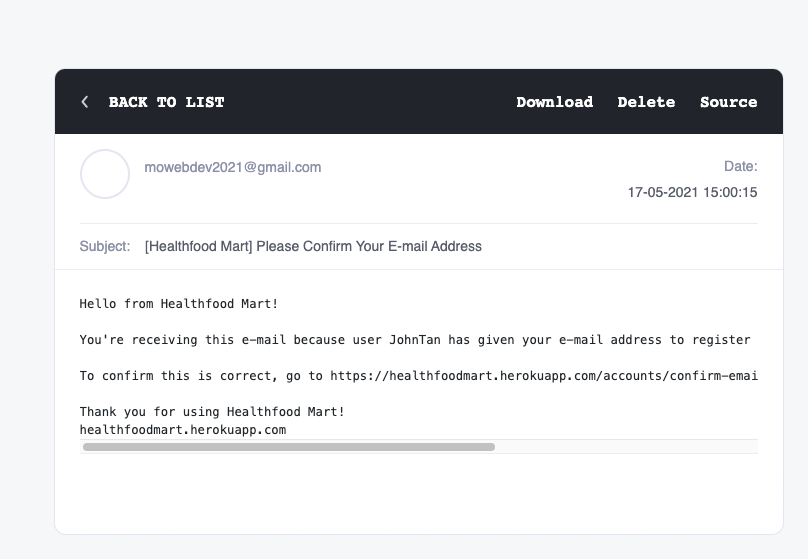 BACK TO LIST Download Delete Source
mowebdev2021@gmail.com Date:
17-05-2021 15:00:15
Subject: [Healthfood Mart] Please Confirm Your E-mail Address
Hello from Healthfood Mart!
You're receiving this e-mail because user JohnTan has given your e-mail address to register
To confirm this is correct, go to https://healthfoodmart.herokuapp.com/accounts/confirm-emai
Thank you for using Healthfood Mart!
healthfoodmart.herokuapp.com